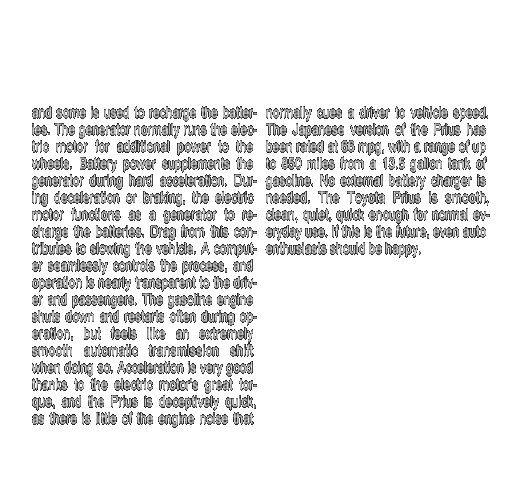 and some is used to recharge the batter-
ies. The generator normally runs the elec-
tric motor for additional power to the
wheels. Battery power supplements the
generator during hard acceleration. Dur-
ing deceleration or braking, the electric
motor functions as a generator to re-
charge the batteries. Drag from this con-
tributes to slowing the vehicle. A comput-
er seamlessly controls the process, and
operation is nearly transparent to the driv-
er and passengers. The gasoline engine
shuts down and restarts often during op-
eration, but feels like an extremely
smooth automatic transmission shift
when doing so. Acceleration is very good
thanks to the electric motor's great tor-
que, and the Prius is deceptively quick,
as there is little of the engine noise that
normally cues a driver to vehicle speed.
The Japanese version of the Prius has
been rated at 66 mpg, with a range of up
to 850 miles from a 13.5 gallon tank of
gasoline. No external battery charger is
needed. The Toyota Prius is smooth,
clean, quiet, quick enough for normal ev-
eryday use. If this is the future, even auto
enthusiasts should be happy.